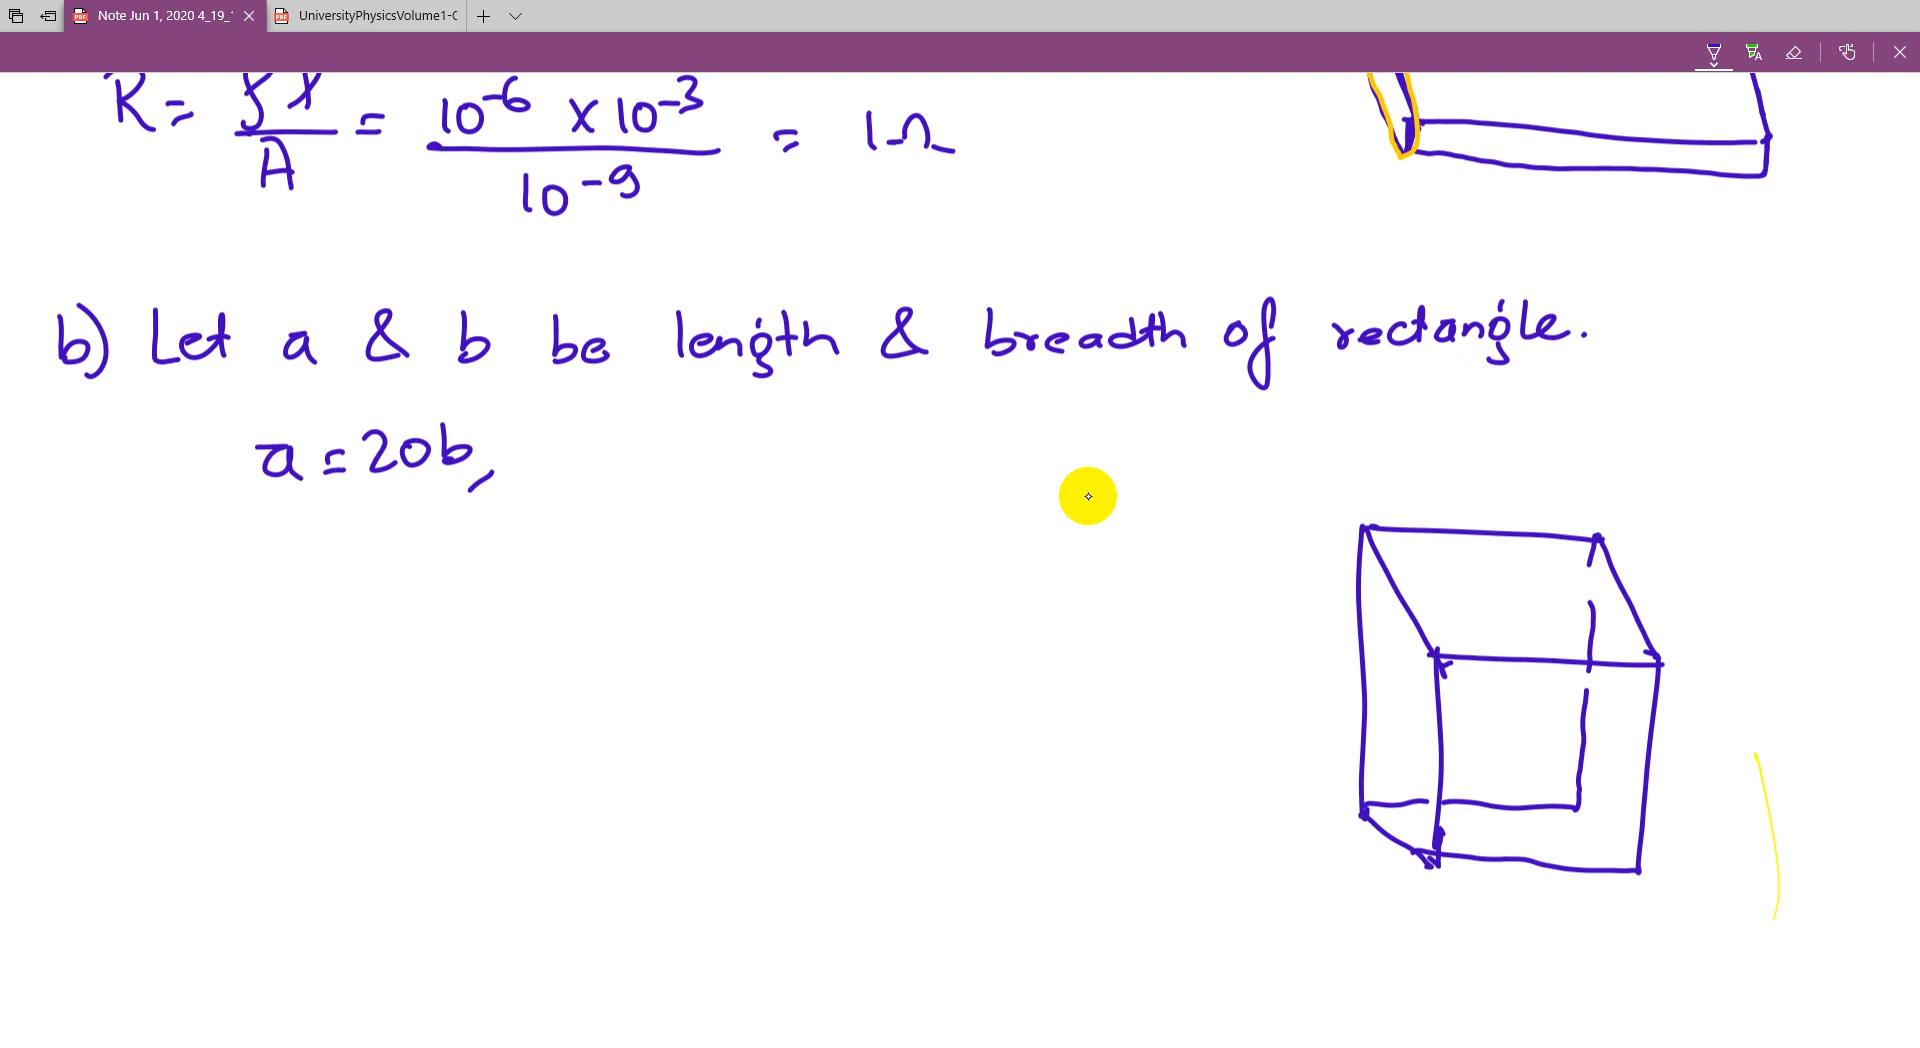 Note Jun 1, 2020 4_19_
UniversityPhysicsVolume1-
R = ρl/A = 10^-6 × 10^-3 / 10^-9 = 1Ω
b) Let a & b be length & breadth of rectangle.
a = 20b,